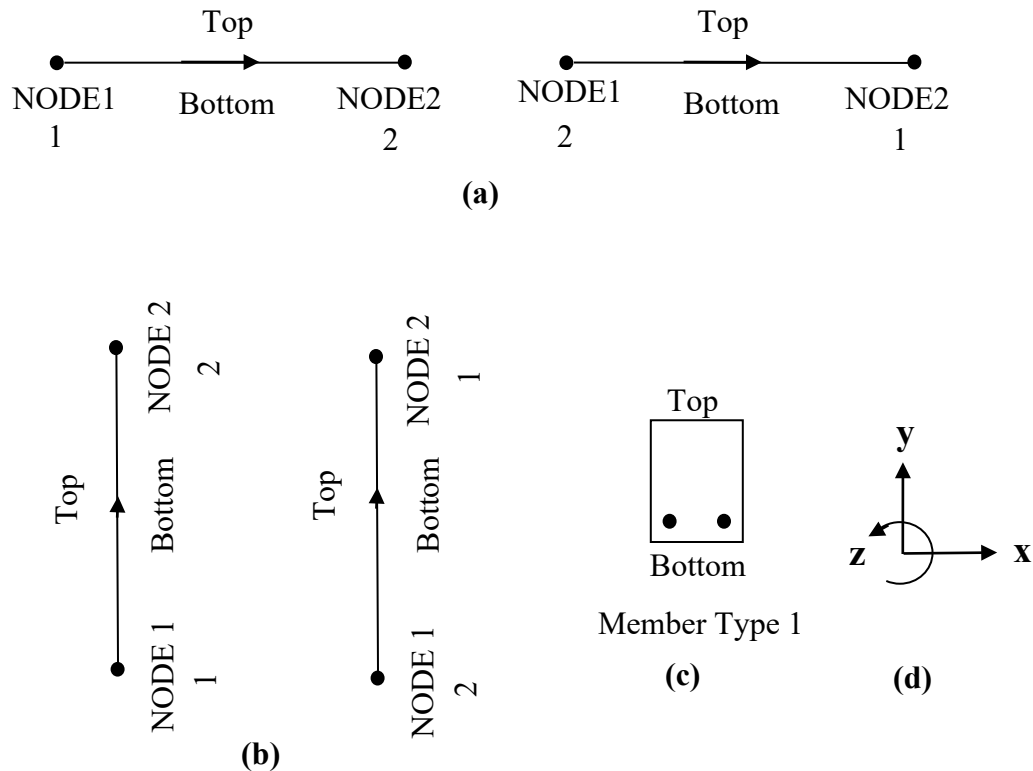 Top
Top
NODE1
Bottom
NODE2
NODE1
Bottom
NODE2
1
2
2
1
(a)
Top
NODE 1
Bottom
NODE 2
1
2
Top
NODE 1
Bottom
NODE 2
2
1
(b)
Top
Bottom
Member Type 1
(c)
y
z
x
(d)